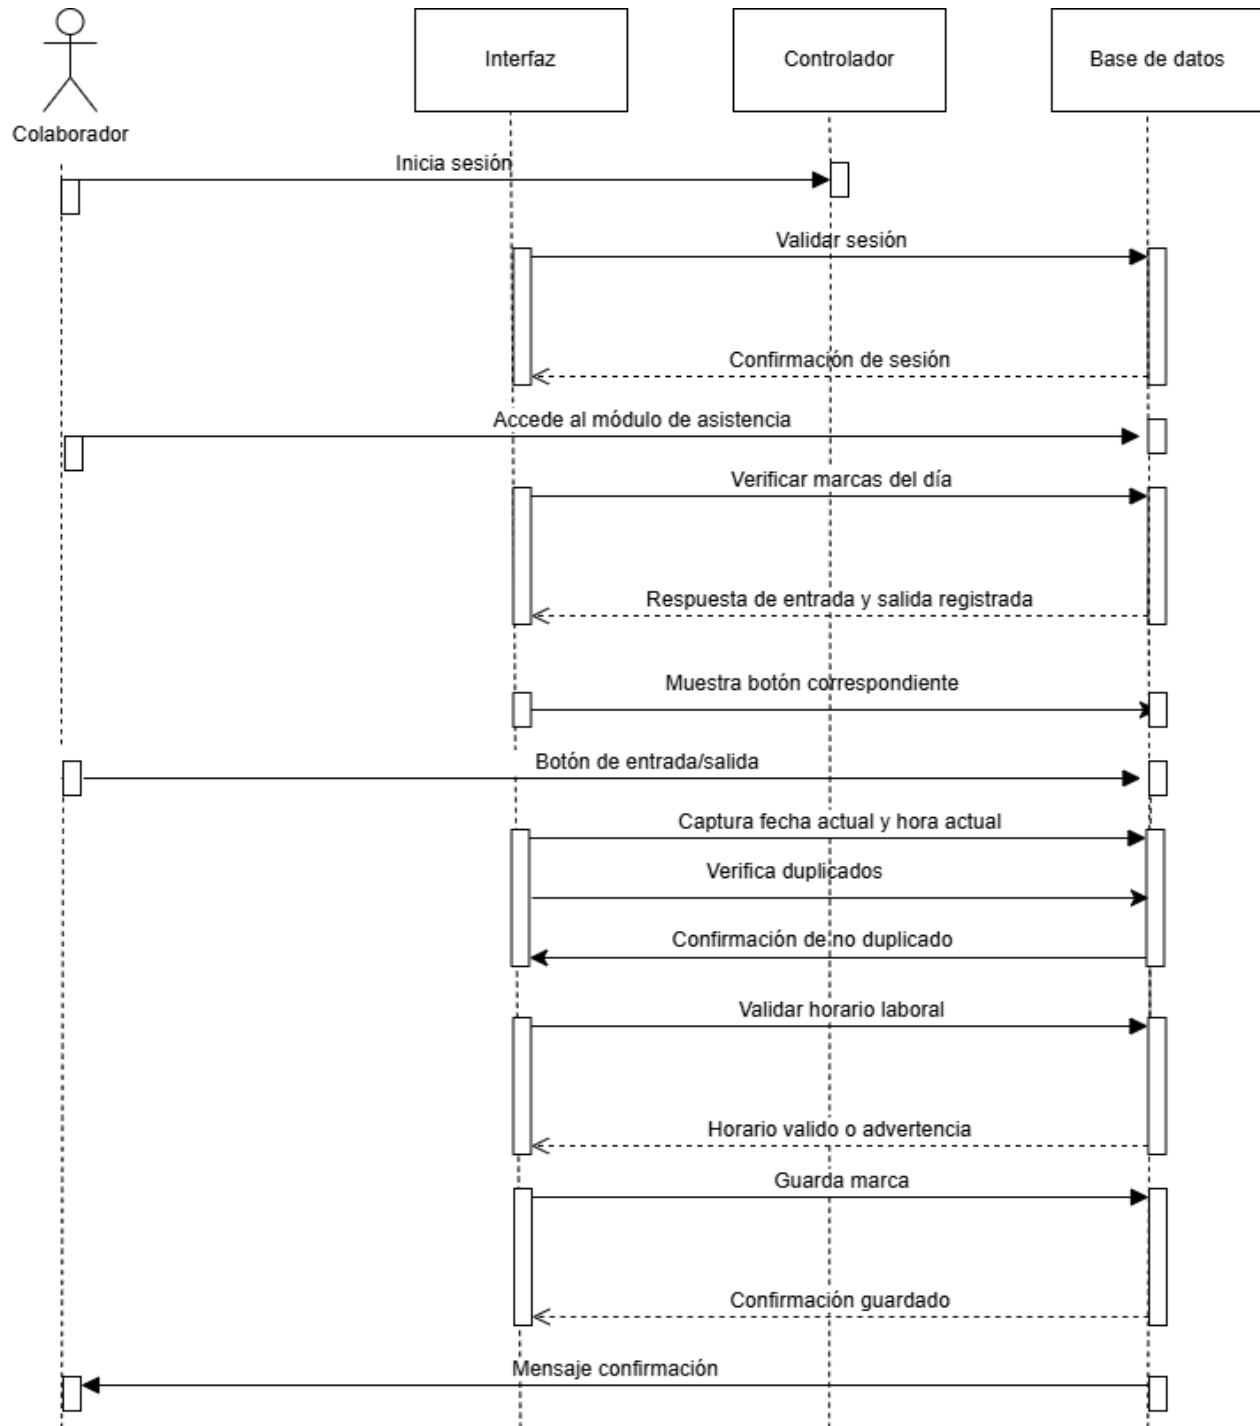 Interfaz
Controlador
Base de datos
Colaborador
Inicia sesión
Validar sesión
Confirmación de sesión
Accede al módulo de asistencia
Verificar marcas del día
Respuesta de entrada y salida registrada
Muestra botón correspondiente
Botón de entrada/salida
Captura fecha actual y hora actual
Verifica duplicados
Confirmación de no duplicado
Validar horario laboral
Horario valido o advertencia
Guarda marca
Confirmación guardado
Mensaje confirmación